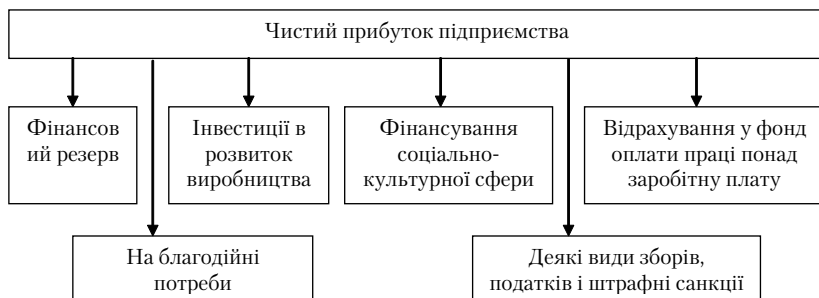 Чистий прибуток підприємства
Фінансов
ий резерв
Інвестиції в
розвиток
виробництва
Фінансування
соціально-
культурної сфери
Відрахування у фонд
оплати праці понад
заробітну плату
На благодійні
потреби
Деякі види зборів,
податків і штрафні санкції